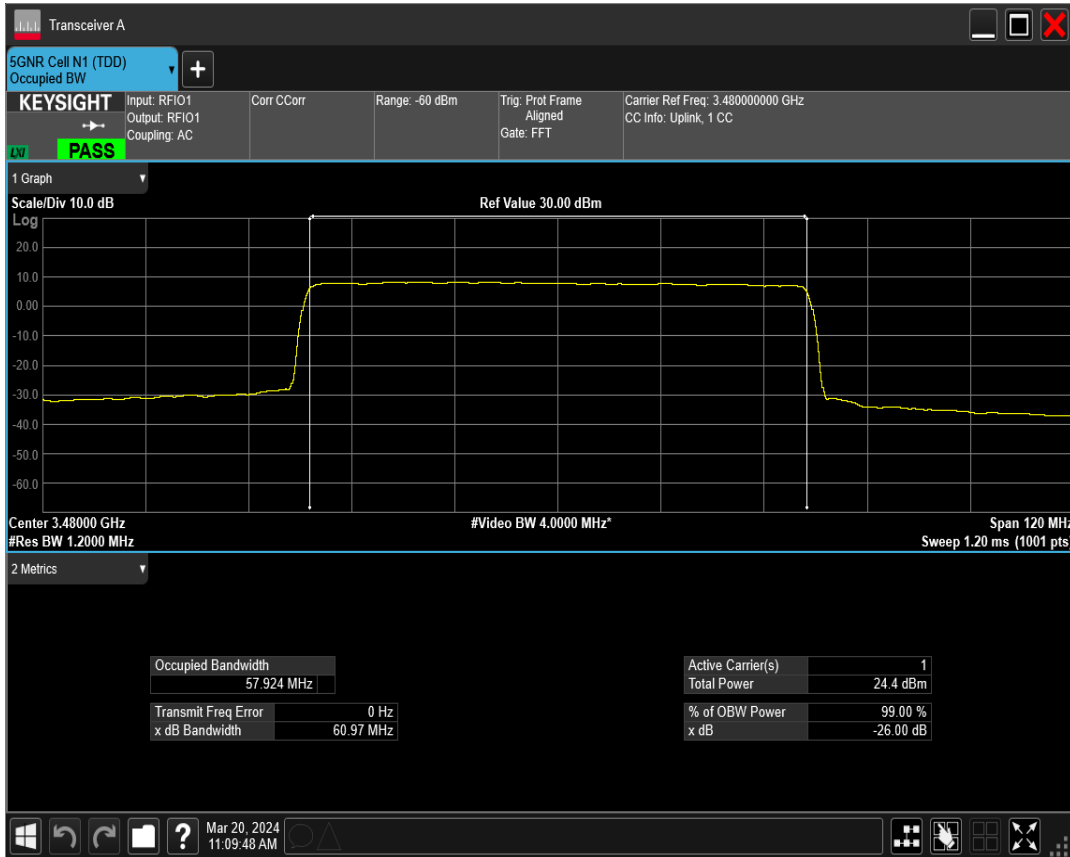 Transceiver A
5GNR Cell N1 (TDD)
Occupied BW
+
KEYSIGHT
LXI
PASS
Input: RFIO1
Output: RFIO1
Coupling: AC
Corr CCorr
Range: -60 dBm
Trig: Prot Frame
Aligned
Gate: FFT
Carrier Ref Freq: 3.480000000 GHz
CC Info: Uplink, 1 CC
1 Graph
Scale/Div 10.0 dB
Ref Value 30.00 dBm
Log
20.0
10.0
0.00
-10.0
-20.0
-30.0
-40.0
-50.0
-60.0
Center 3.48000 GHz
#Video BW 4.0000 MHz*
Span 120 MHz
#Res BW 1.2000 MHz
Sweep 1.20 ms (1001 pts)
2 Metrics
Occupied Bandwidth
57.924 MHz
Transmit Freq Error 0 Hz
x dB Bandwidth 60.97 MHz
Active Carrier(s) 1
Total Power 24.4 dBm
% of OBW Power 99.00 %
x dB -26.00 dB
?
Mar 20, 2024
11:09:48 AM